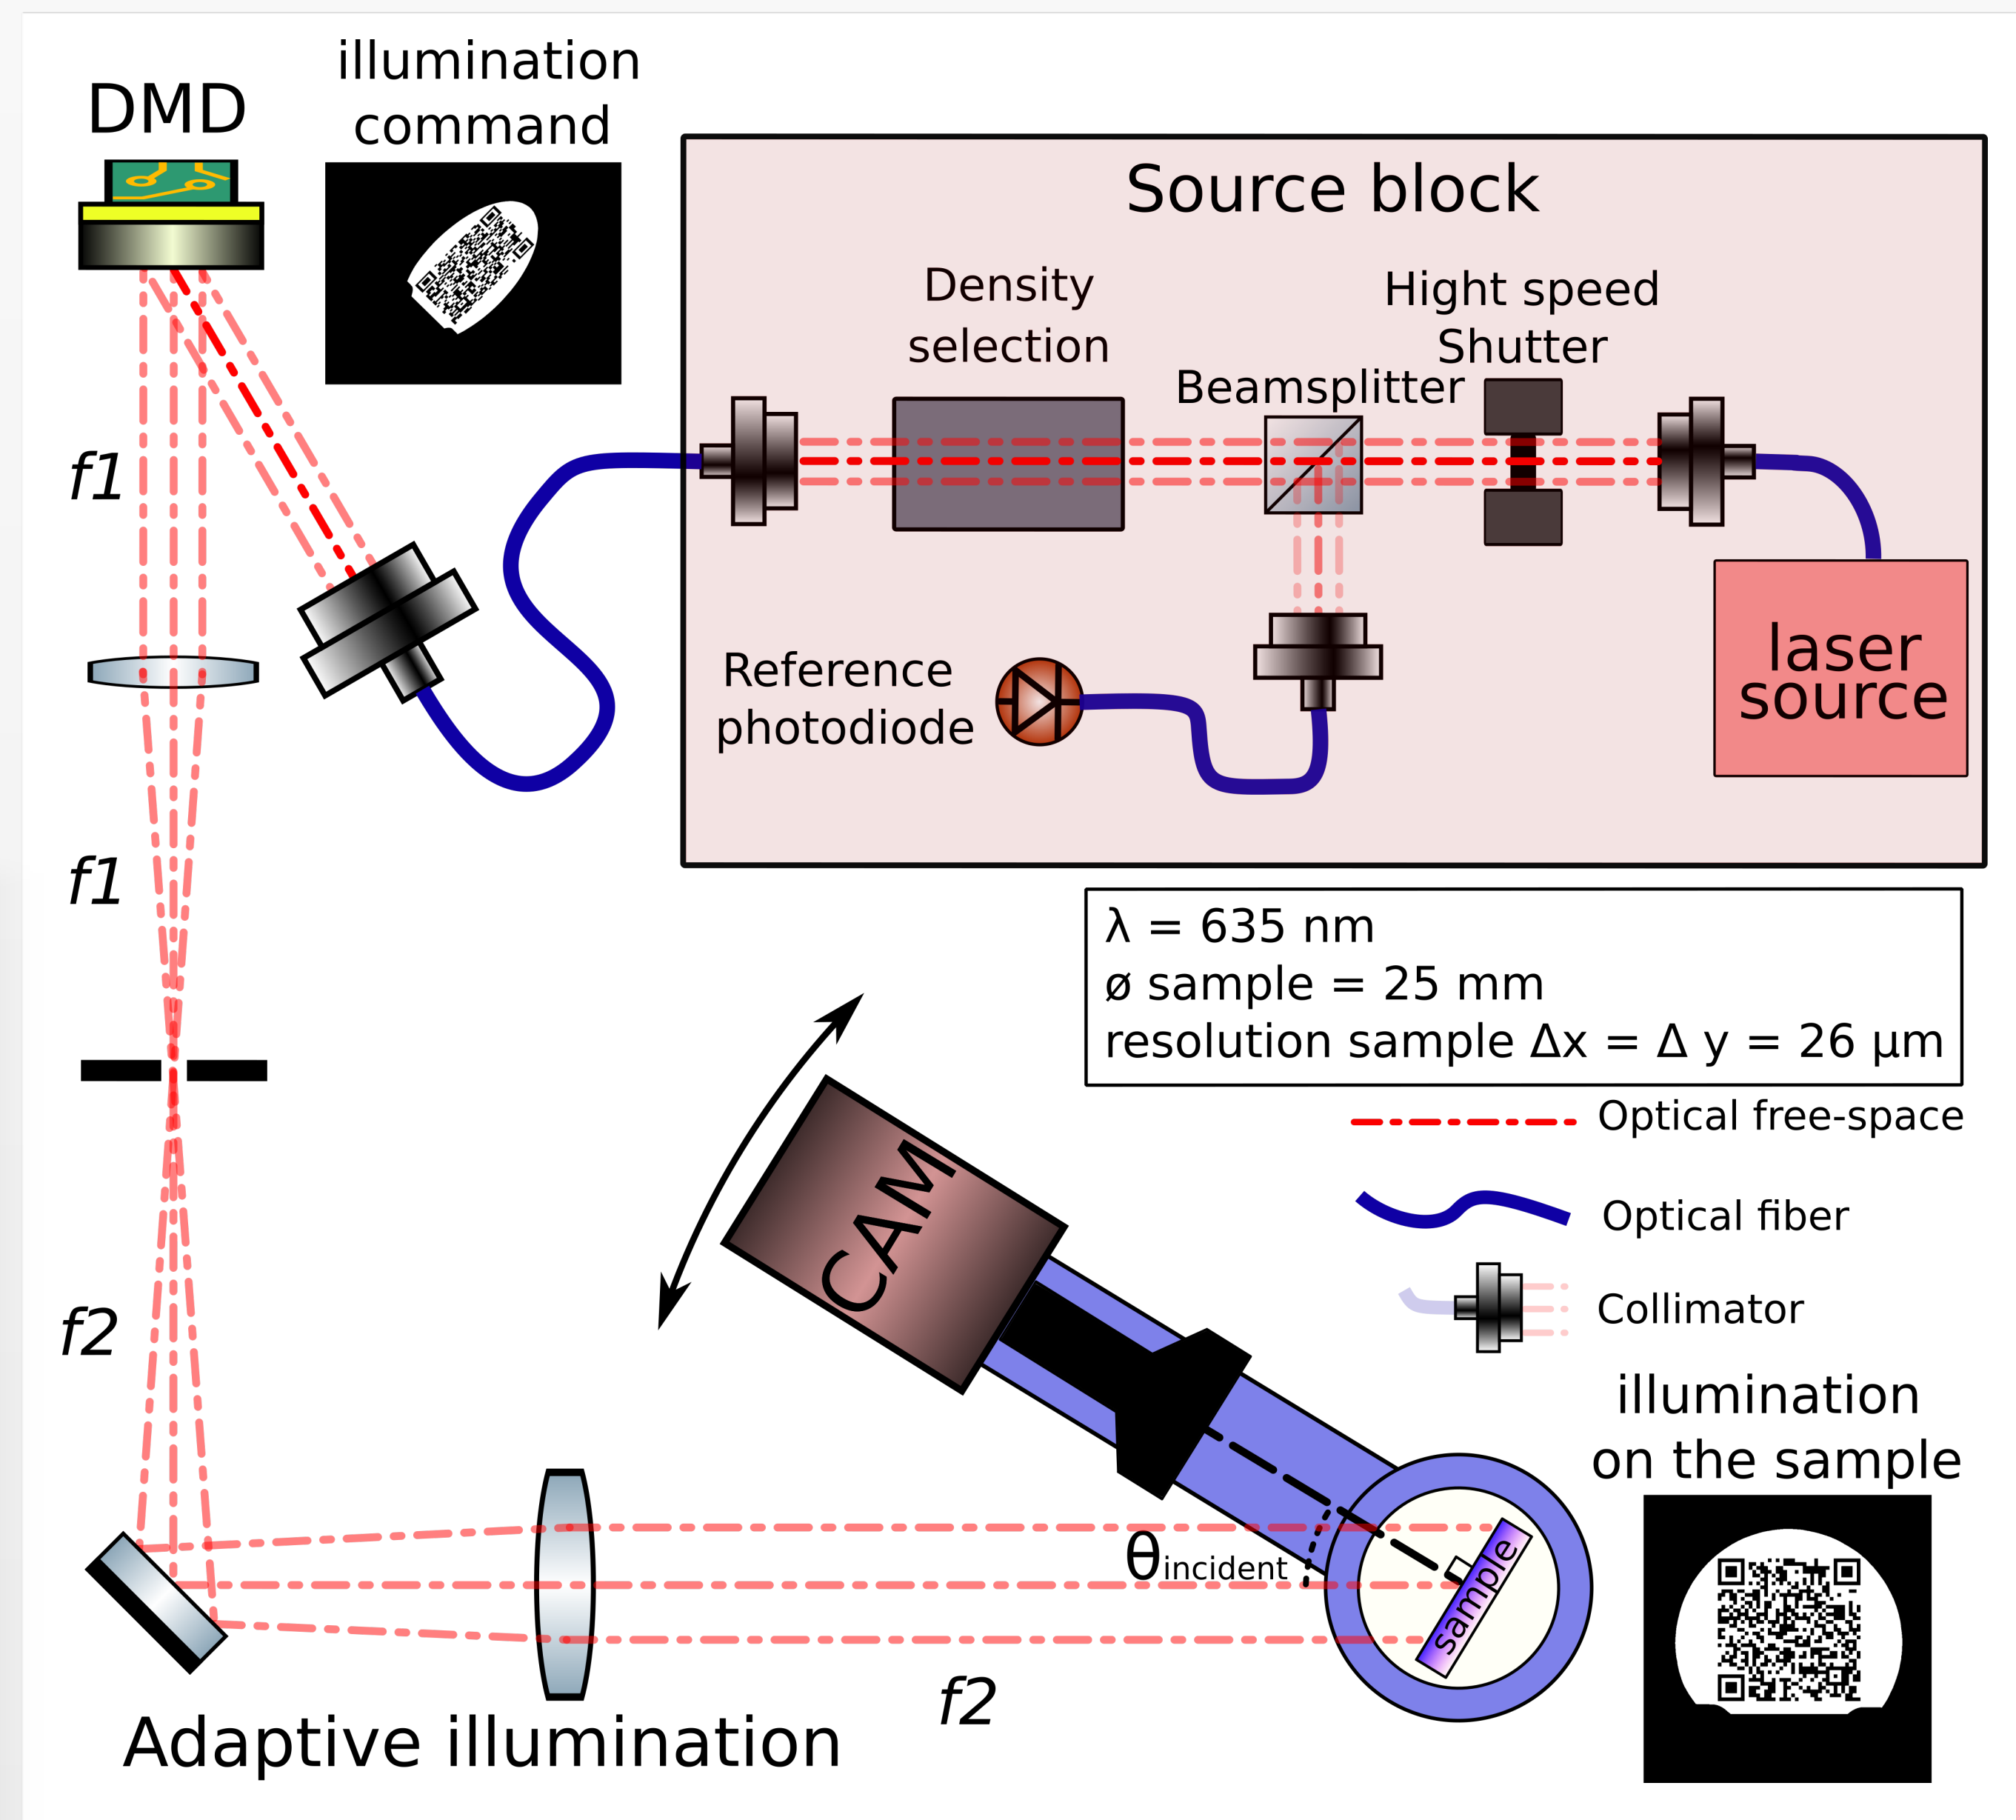 DMD
illumination
command
Source block
Density
selection
Hight speed
Shutter
Beamsplitter
f1
laser
source
Reference
photodiode
f1
λ = 635 nm
ø sample = 25 mm
resolution sample Δx = Δ y = 26 µm
Optical free-space
Optical fiber
Collimator
CAM
f2
illumination
on the sample
θincident
sample
f2
Adaptive illumination